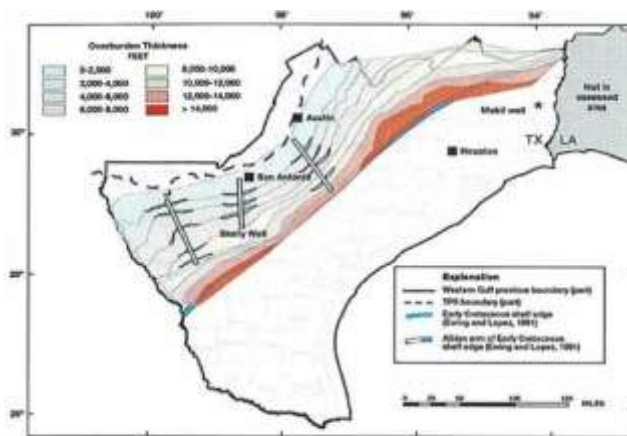 100°
98°
96°
94°
Overburden Thickness
FEET
0-2,000
2,000-4,000
4,000-6,000
6,000-8,000
8,000-10,000
10,000-12,000
12,000-14,000
> 14,000
Not in
assessed
area
Mobil well
TX
LA
Austin
30°
Houston
San Antonio
Shelly Well
Explanation
Western Gulf province boundary (part)
TPS boundary (part)
Early Cretaceous shelf edge
(Ewing and Lopez, 1991)
Albian arm of Early Cretaceous
shelf edge
(Ewing and Lopez, 1991)
MILES